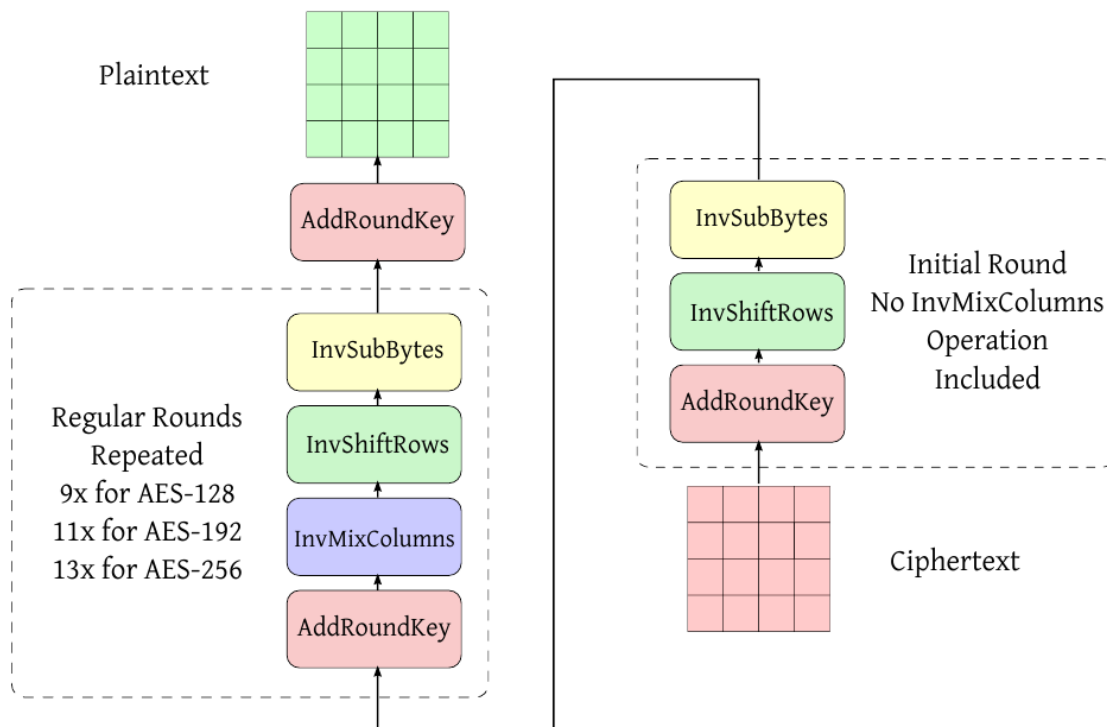 Plaintext
AddRoundKey
InvSubBytes
InvShiftRows
InvMixColumns
AddRoundKey
Regular Rounds
Repeated
9x for AES-128
11x for AES-192
13x for AES-256
InvSubBytes
InvShiftRows
AddRoundKey
Initial Round
No InvMixColumns
Operation
Included
Ciphertext